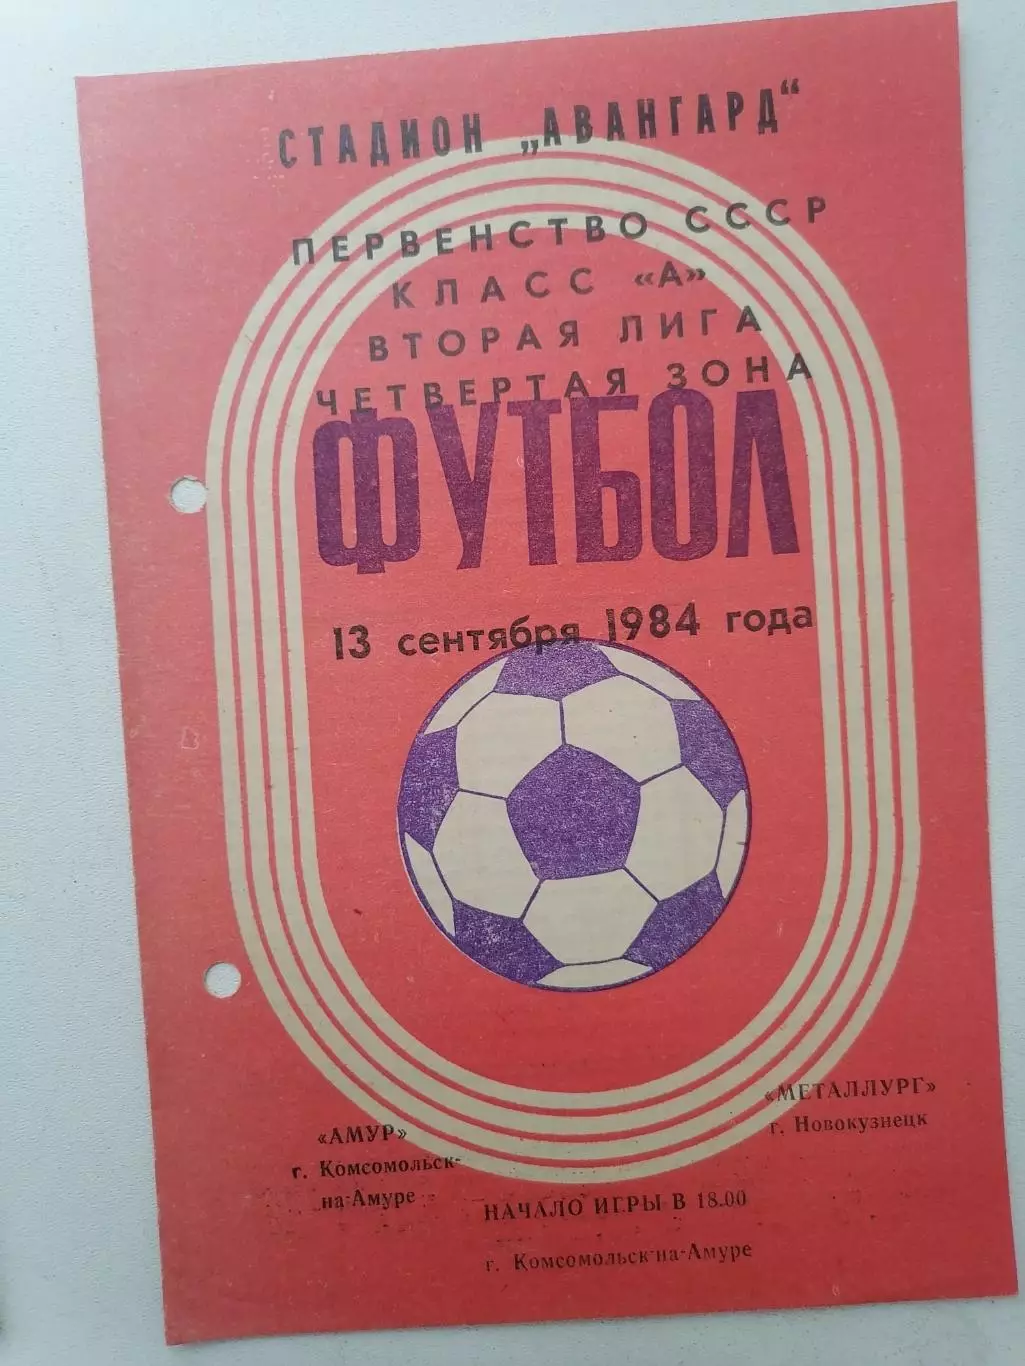 СТАДИОН „АВАНГАРД“
ПЕРВЕНСТВО СССР
КЛАСС «А»
ВТОРАЯ ЛИГА
ЧЕТВЕРТАЯ ЗОНА
ФУТБОЛ
13 сентября 1984 года
«АМУР»
г. Комсомольск-
на-Амуре
«МЕТАЛЛУРГ»
г. Новокузнецк
НАЧАЛО ИГРЫ В 18.00
г. Комсомольск-на-Амуре